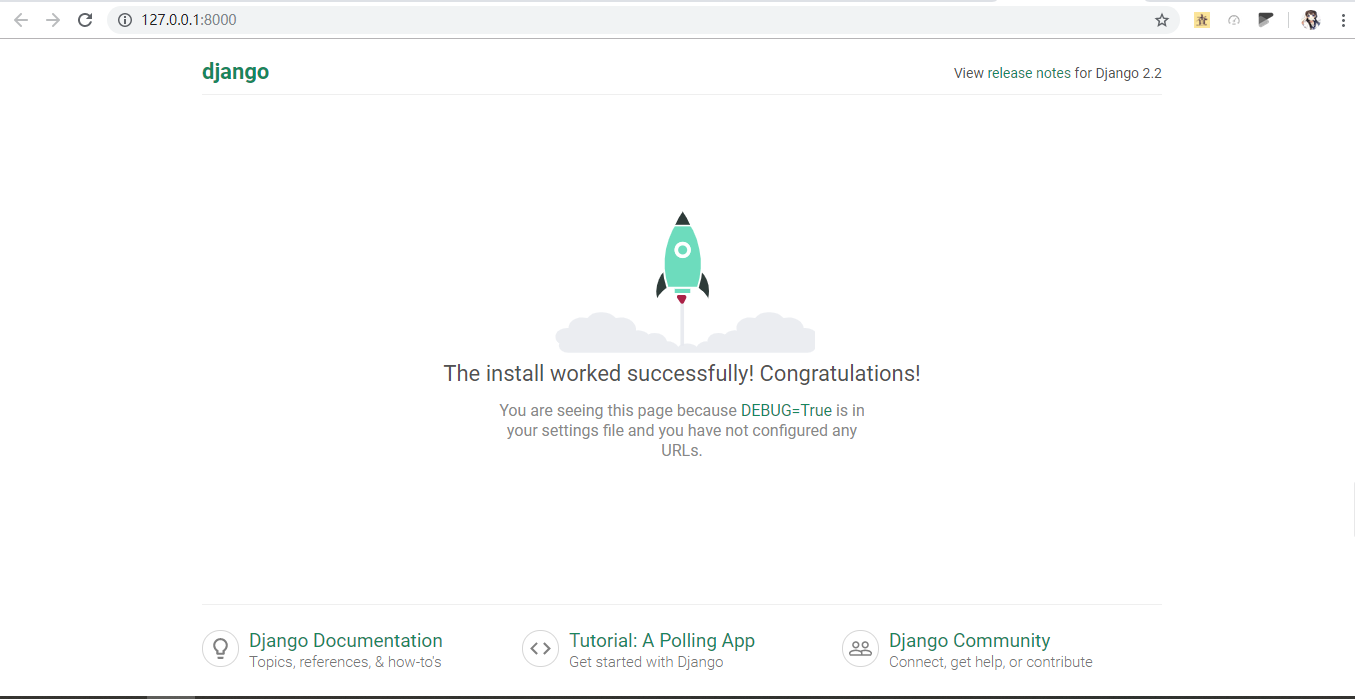 127.0.0.1:8000
django
View release notes for Django 2.2
The install worked successfully! Congratulations!
You are seeing this page because DEBUG=True is in
your settings file and you have not configured any
URLs.
Django Documentation
Topics, references, & how-to's
Tutorial: A Polling App
Get started with Django
Django Community
Connect, get help, or contribute